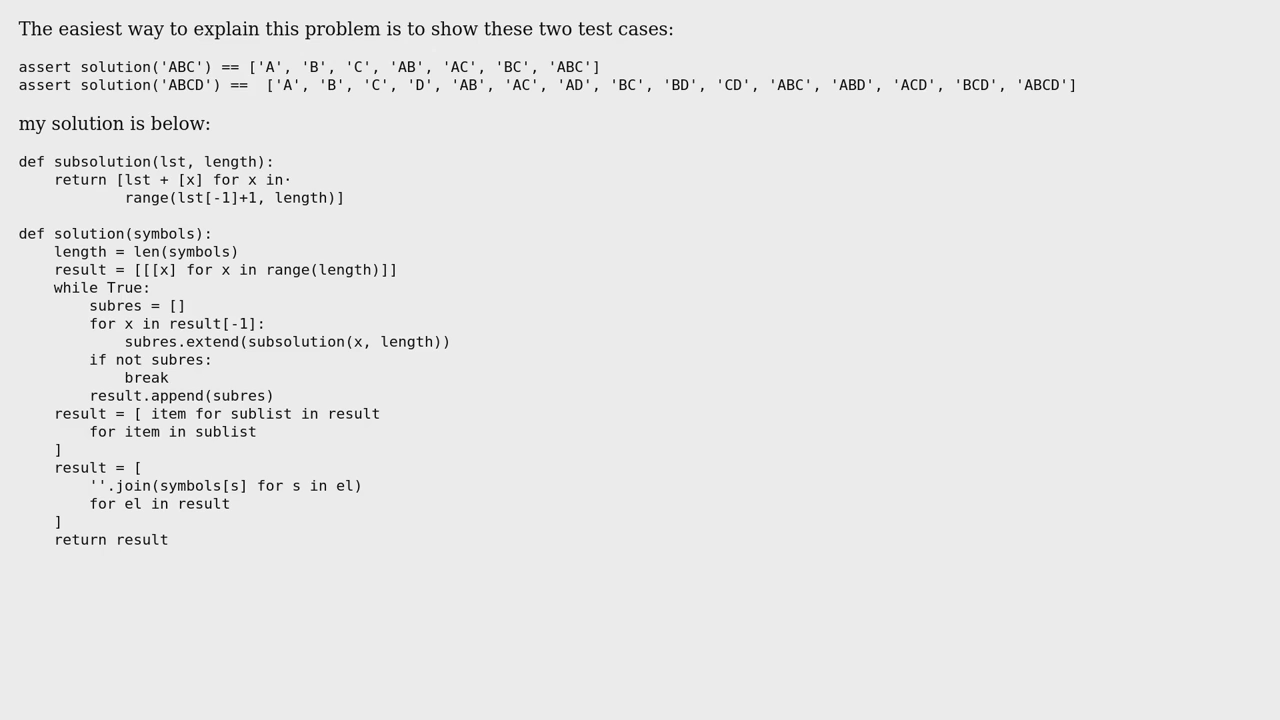 The easiest way to explain this problem is to show these two test cases:
assert solution('ABC') == ['A', 'B', 'C', 'AB', 'AC', 'BC', 'ABC']
assert solution('ABCD') ==  ['A', 'B', 'C', 'D', 'AB', 'AC', 'AD', 'BC', 'BD', 'CD', 'ABC', 'ABD', 'ACD', 'BCD', 'ABCD']
my solution is below:
def subsolution(lst, length):
    return [lst + [x] for x in·
            range(lst[-1]+1, length)]
def solution(symbols):
    length = len(symbols)
    result = [[[x] for x in range(length)]]
    while True:
        subres = []
        for x in result[-1]:
            subres.extend(subsolution(x, length))
        if not subres:
            break
        result.append(subres)
    result = [ item for sublist in result
        for item in sublist
    ]
    result = [
        ''.join(symbols[s] for s in el)
        for el in result
    ]
    return result